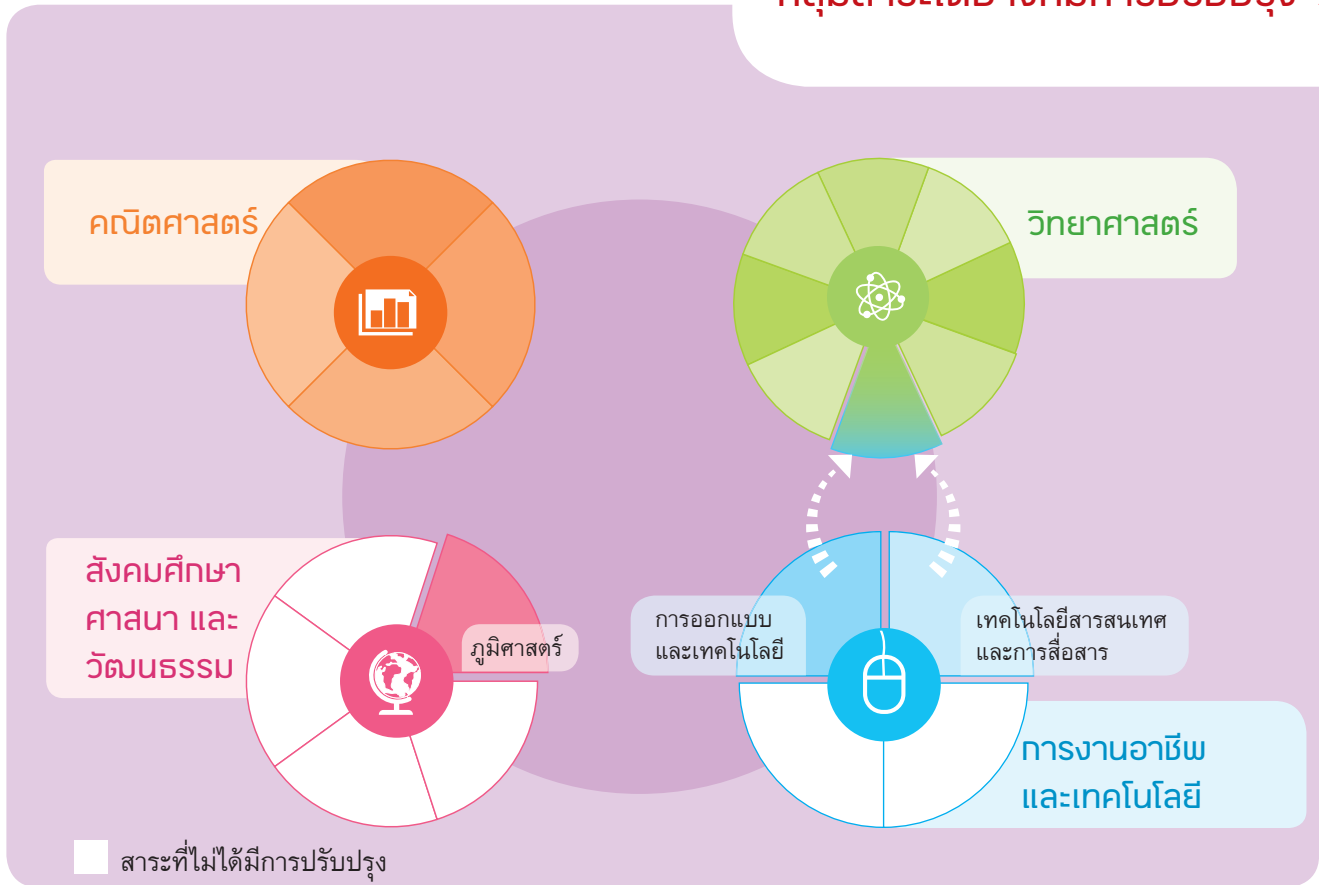 คณิตศาสตร์
วิทยาศาสตร์
สังคมศึกษา
ศาสนา และ
วัฒนธรรม
ภูมิศาสตร์
การออกแบบ
และเทคโนโลยี
เทคโนโลยีสารสนเทศ
และการสื่อสาร
การงานอาชีพ
และเทคโนโลยี
สาระที่ไม่ได้มีการปรับปรุง